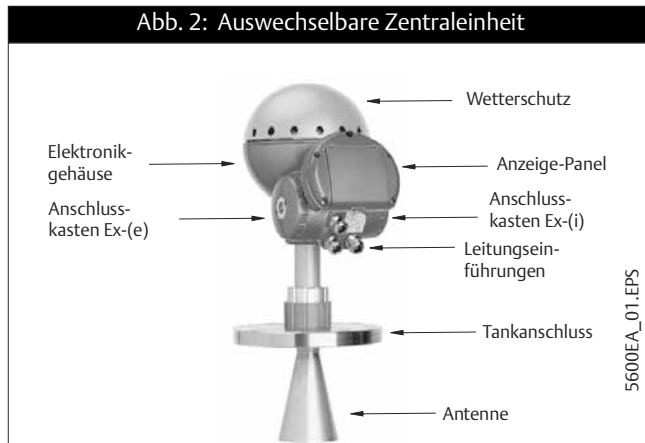 Abb. 2: Auswechselbare Zentraleinheit
Wetterschutz
Elektronik-
gehäuse
Anzeige-Panel
Anschluss-
kasten Ex-(e)
Anschluss-
kasten Ex-(i)
Leitungsein-
führungen
Tankanschluss
Antenne
5600EA_01.EPS